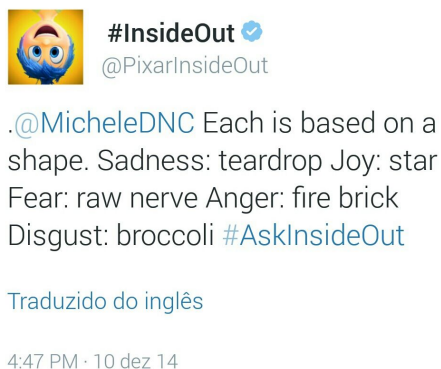 #InsideOut
@PixarInsideOut
.@MicheleDNC Each is based on a
shape. Sadness: teardrop Joy: star
Fear: raw nerve Anger: fire brick
Disgust: broccoli #AskInsideOut
Traduzido do inglês
4:47 PM · 10 dez 14